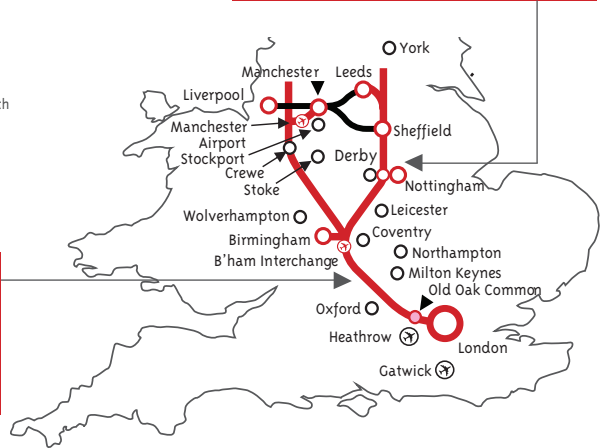 York
Manchester
Leeds
Liverpool
th
Manchester
Airport
Sheffield
Stockport
Derby
Crewe
Stoke
Nottingham
Wolverhampton
Leicester
Birmingham
Coventry
B'ham Interchange
Northampton
Milton Keynes
Old Oak Common
Oxford
Heathrow
London
Gatwick